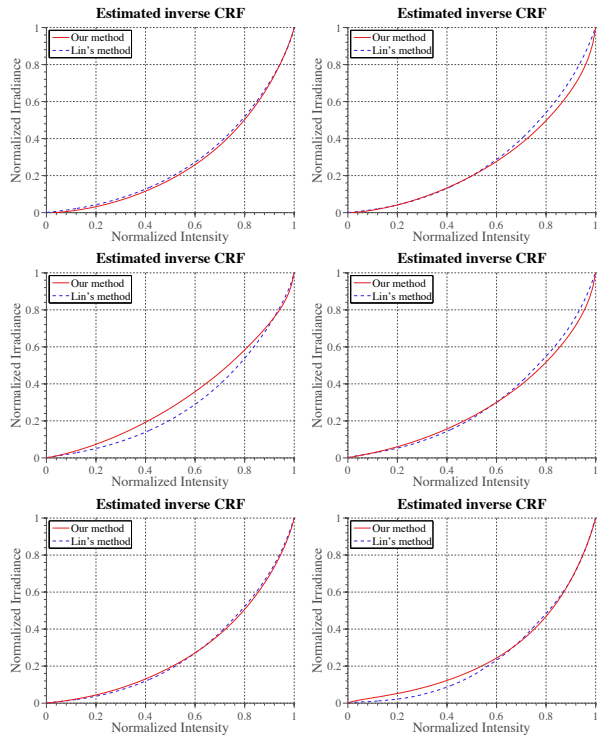 Estimated inverse CRF
Our method
Lin's method
Normalized Irradiance
1
0.8
0.6
0.4
0.2
0
0 0.2 0.4 0.6 0.8 1
Normalized Intensity
Estimated inverse CRF
Our method
Lin's method
Normalized Irradiance
1
0.8
0.6
0.4
0.2
0
0 0.2 0.4 0.6 0.8 1
Normalized Intensity
Estimated inverse CRF
Our method
Lin's method
Normalized Irradiance
1
0.8
0.6
0.4
0.2
0
0 0.2 0.4 0.6 0.8 1
Normalized Intensity
Estimated inverse CRF
Our method
Lin's method
Normalized Irradiance
1
0.8
0.6
0.4
0.2
0
0 0.2 0.4 0.6 0.8 1
Normalized Intensity
Estimated inverse CRF
Our method
Lin's method
Normalized Irradiance
1
0.8
0.6
0.4
0.2
0
0 0.2 0.4 0.6 0.8 1
Normalized Intensity
Estimated inverse CRF
Our method
Lin's method
Normalized Irradiance
1
0.8
0.6
0.4
0.2
0
0 0.2 0.4 0.6 0.8 1
Normalized Intensity